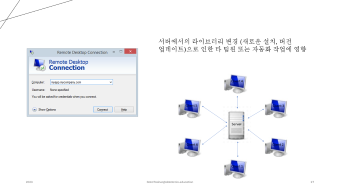 서버에서의 라이브러리 변경 (새로운 설치, 버전
업데이트)으로 인한 타 팀원 또는 자동화 작업에 영향
Remote Desktop Connection
Remote Desktop
Connection
Computer:
User name: None specified
You will be asked for credentials when you connect.
Show Options
Connect
Help
Server